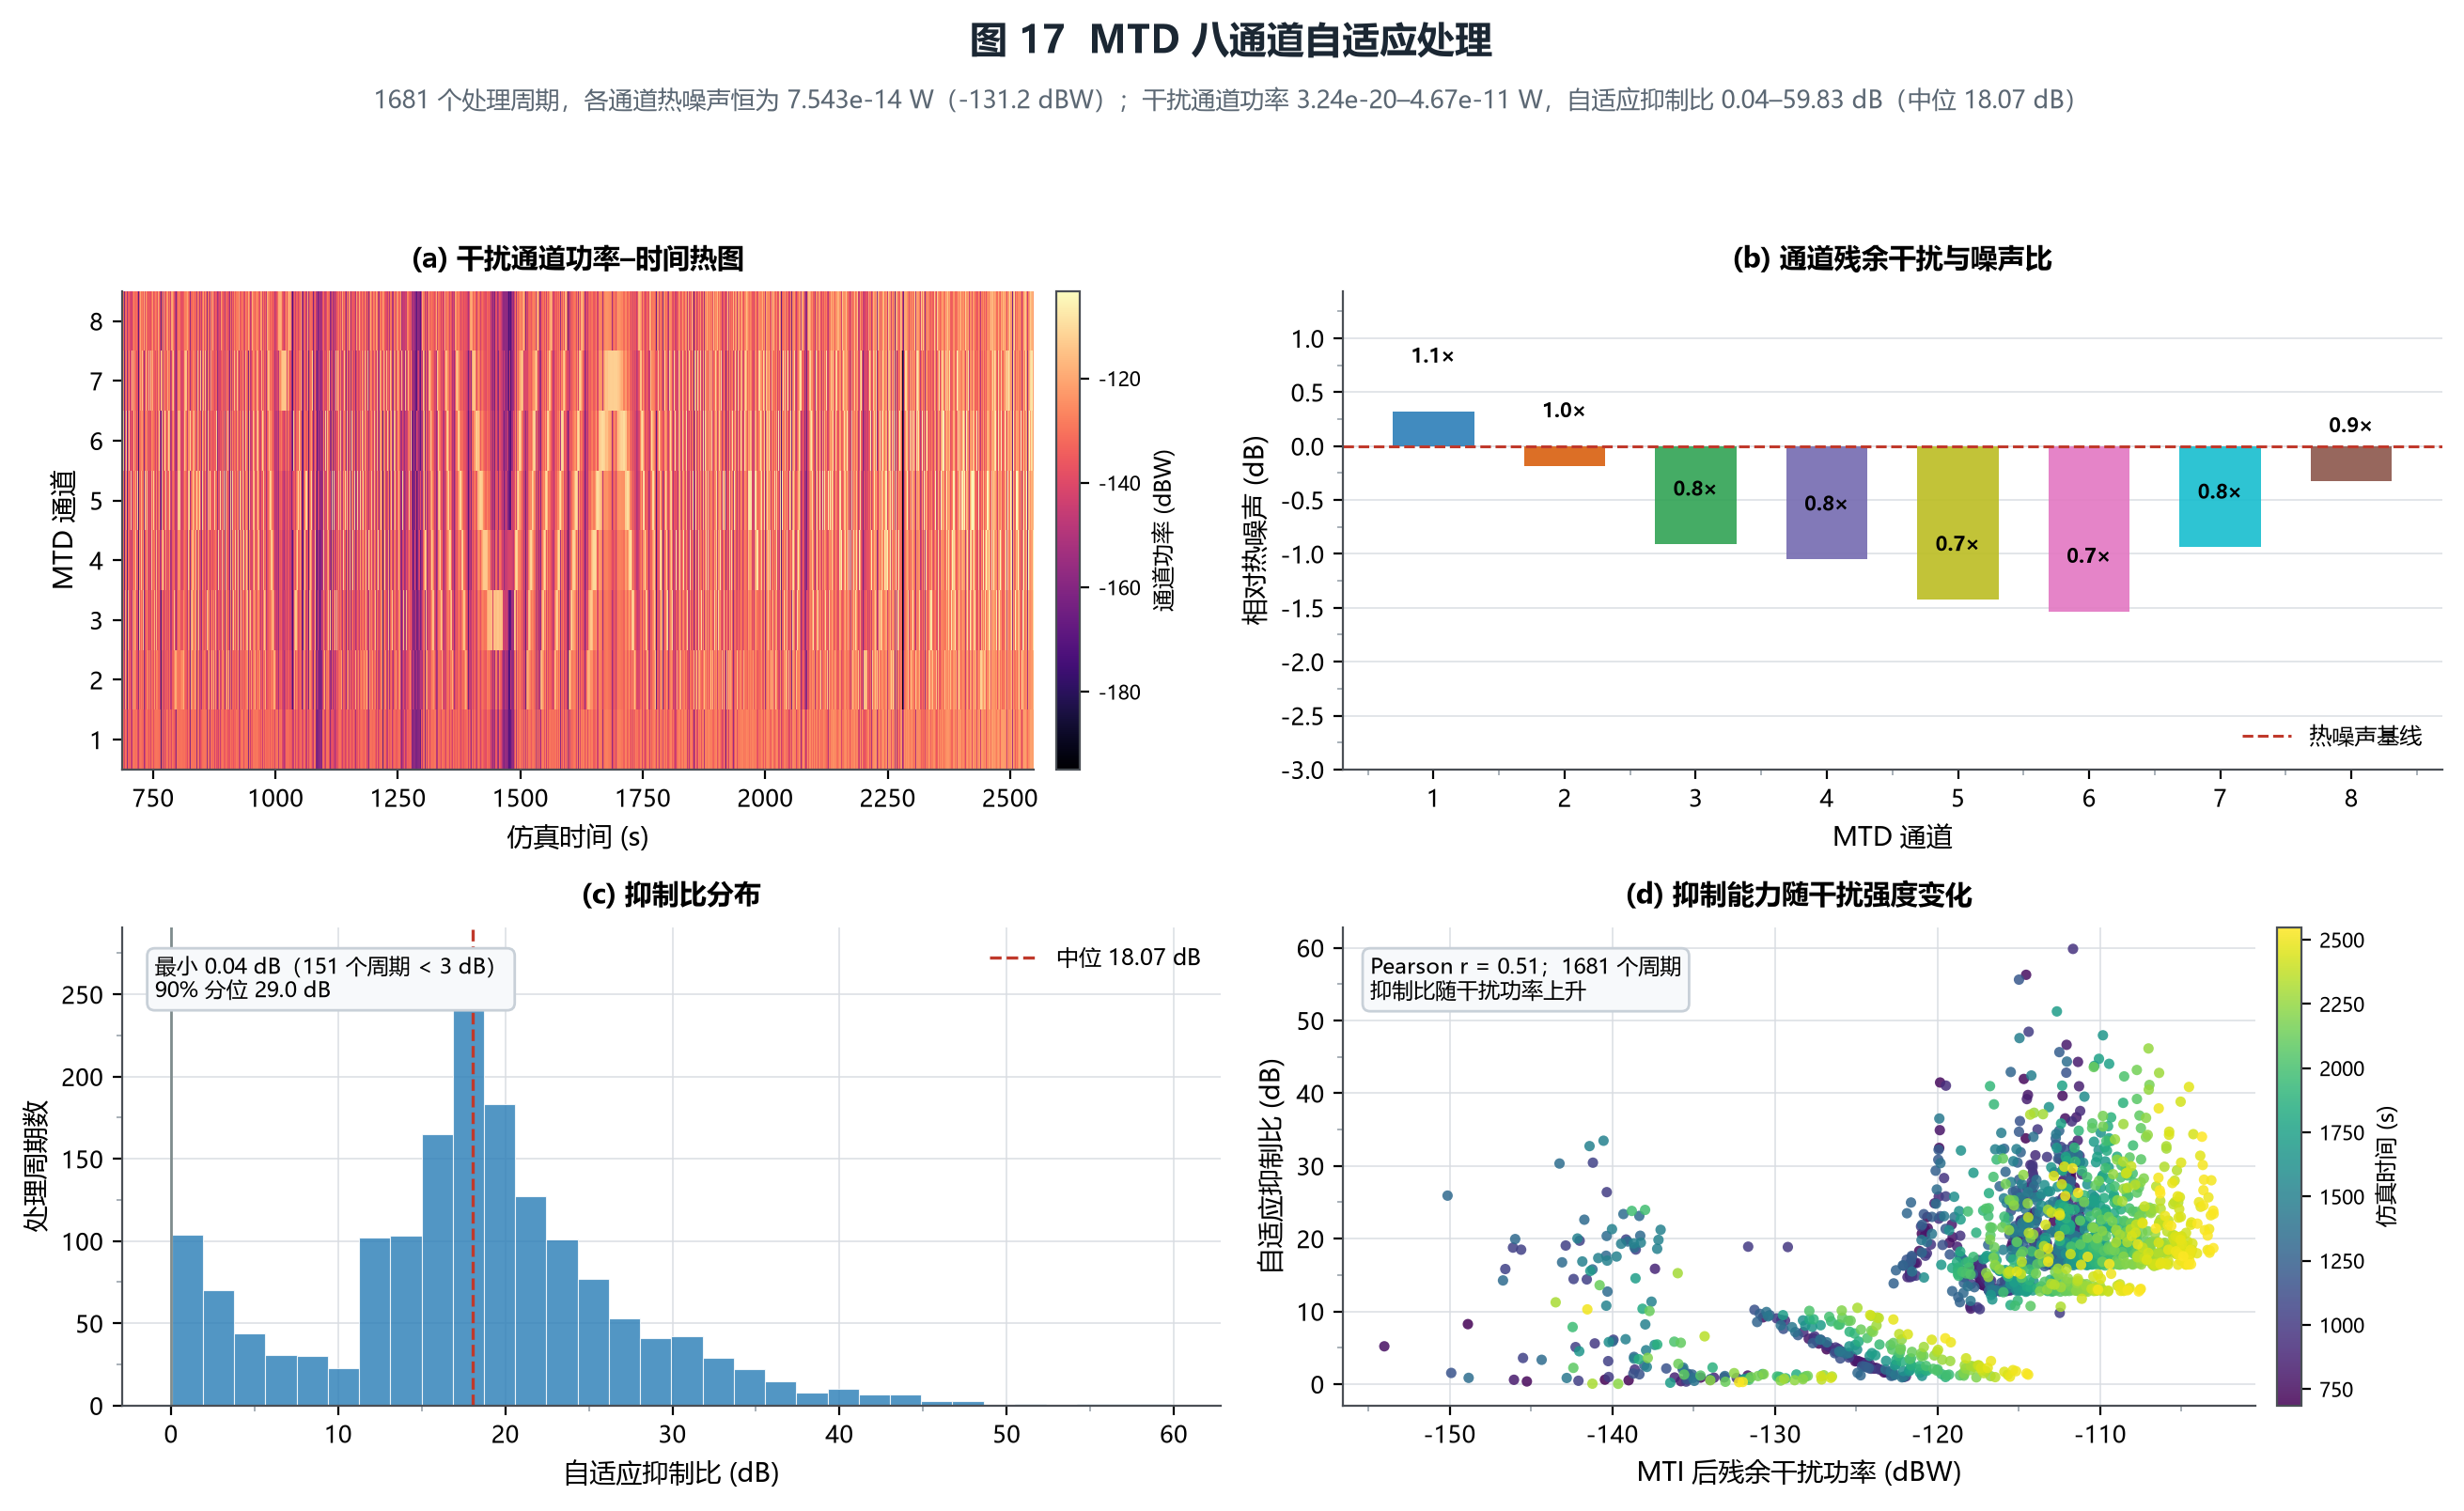 图 17 MTD 八通道自适应处理
1681 个处理周期，各通道热噪声恒为 7.543e-14 W（-131.2 dBW）；干扰通道功率 3.24e-20–4.67e-11 W，自适应抑制比 0.04–59.83 dB（中位 18.07 dB）
(a) 干扰通道功率–时间热图
MTD 通道
8
7
6
5
4
3
2
1
750 1000 1250 1500 1750 2000 2250 2500
仿真时间 (s)
-120
-140
-160
-180
通道功率 (dBW)
(b) 通道残余干扰与噪声比
相对热噪声 (dB)
1.0
0.5
0.0
-0.5
-1.0
-1.5
-2.0
-2.5
-3.0
1.1× 1.0× 0.8× 0.8× 0.7× 0.7× 0.8× 0.9×
热噪声基线
1 2 3 4 5 6 7 8
MTD 通道
(c) 抑制比分布
处理周期数
250
200
150
100
50
0
最小 0.04 dB（151 个周期 < 3 dB）
90% 分位 29.0 dB
中位 18.07 dB
0 10 20 30 40 50 60
自适应抑制比 (dB)
(d) 抑制能力随干扰强度变化
自适应抑制比 (dB)
60
50
40
30
20
10
0
Pearson r = 0.51；1681 个周期
抑制比随干扰功率上升
-150 -140 -130 -120 -110
MTI 后残余干扰功率 (dBW)
2500
2250
2000
1750
1500
1250
1000
750
仿真时间 (s)